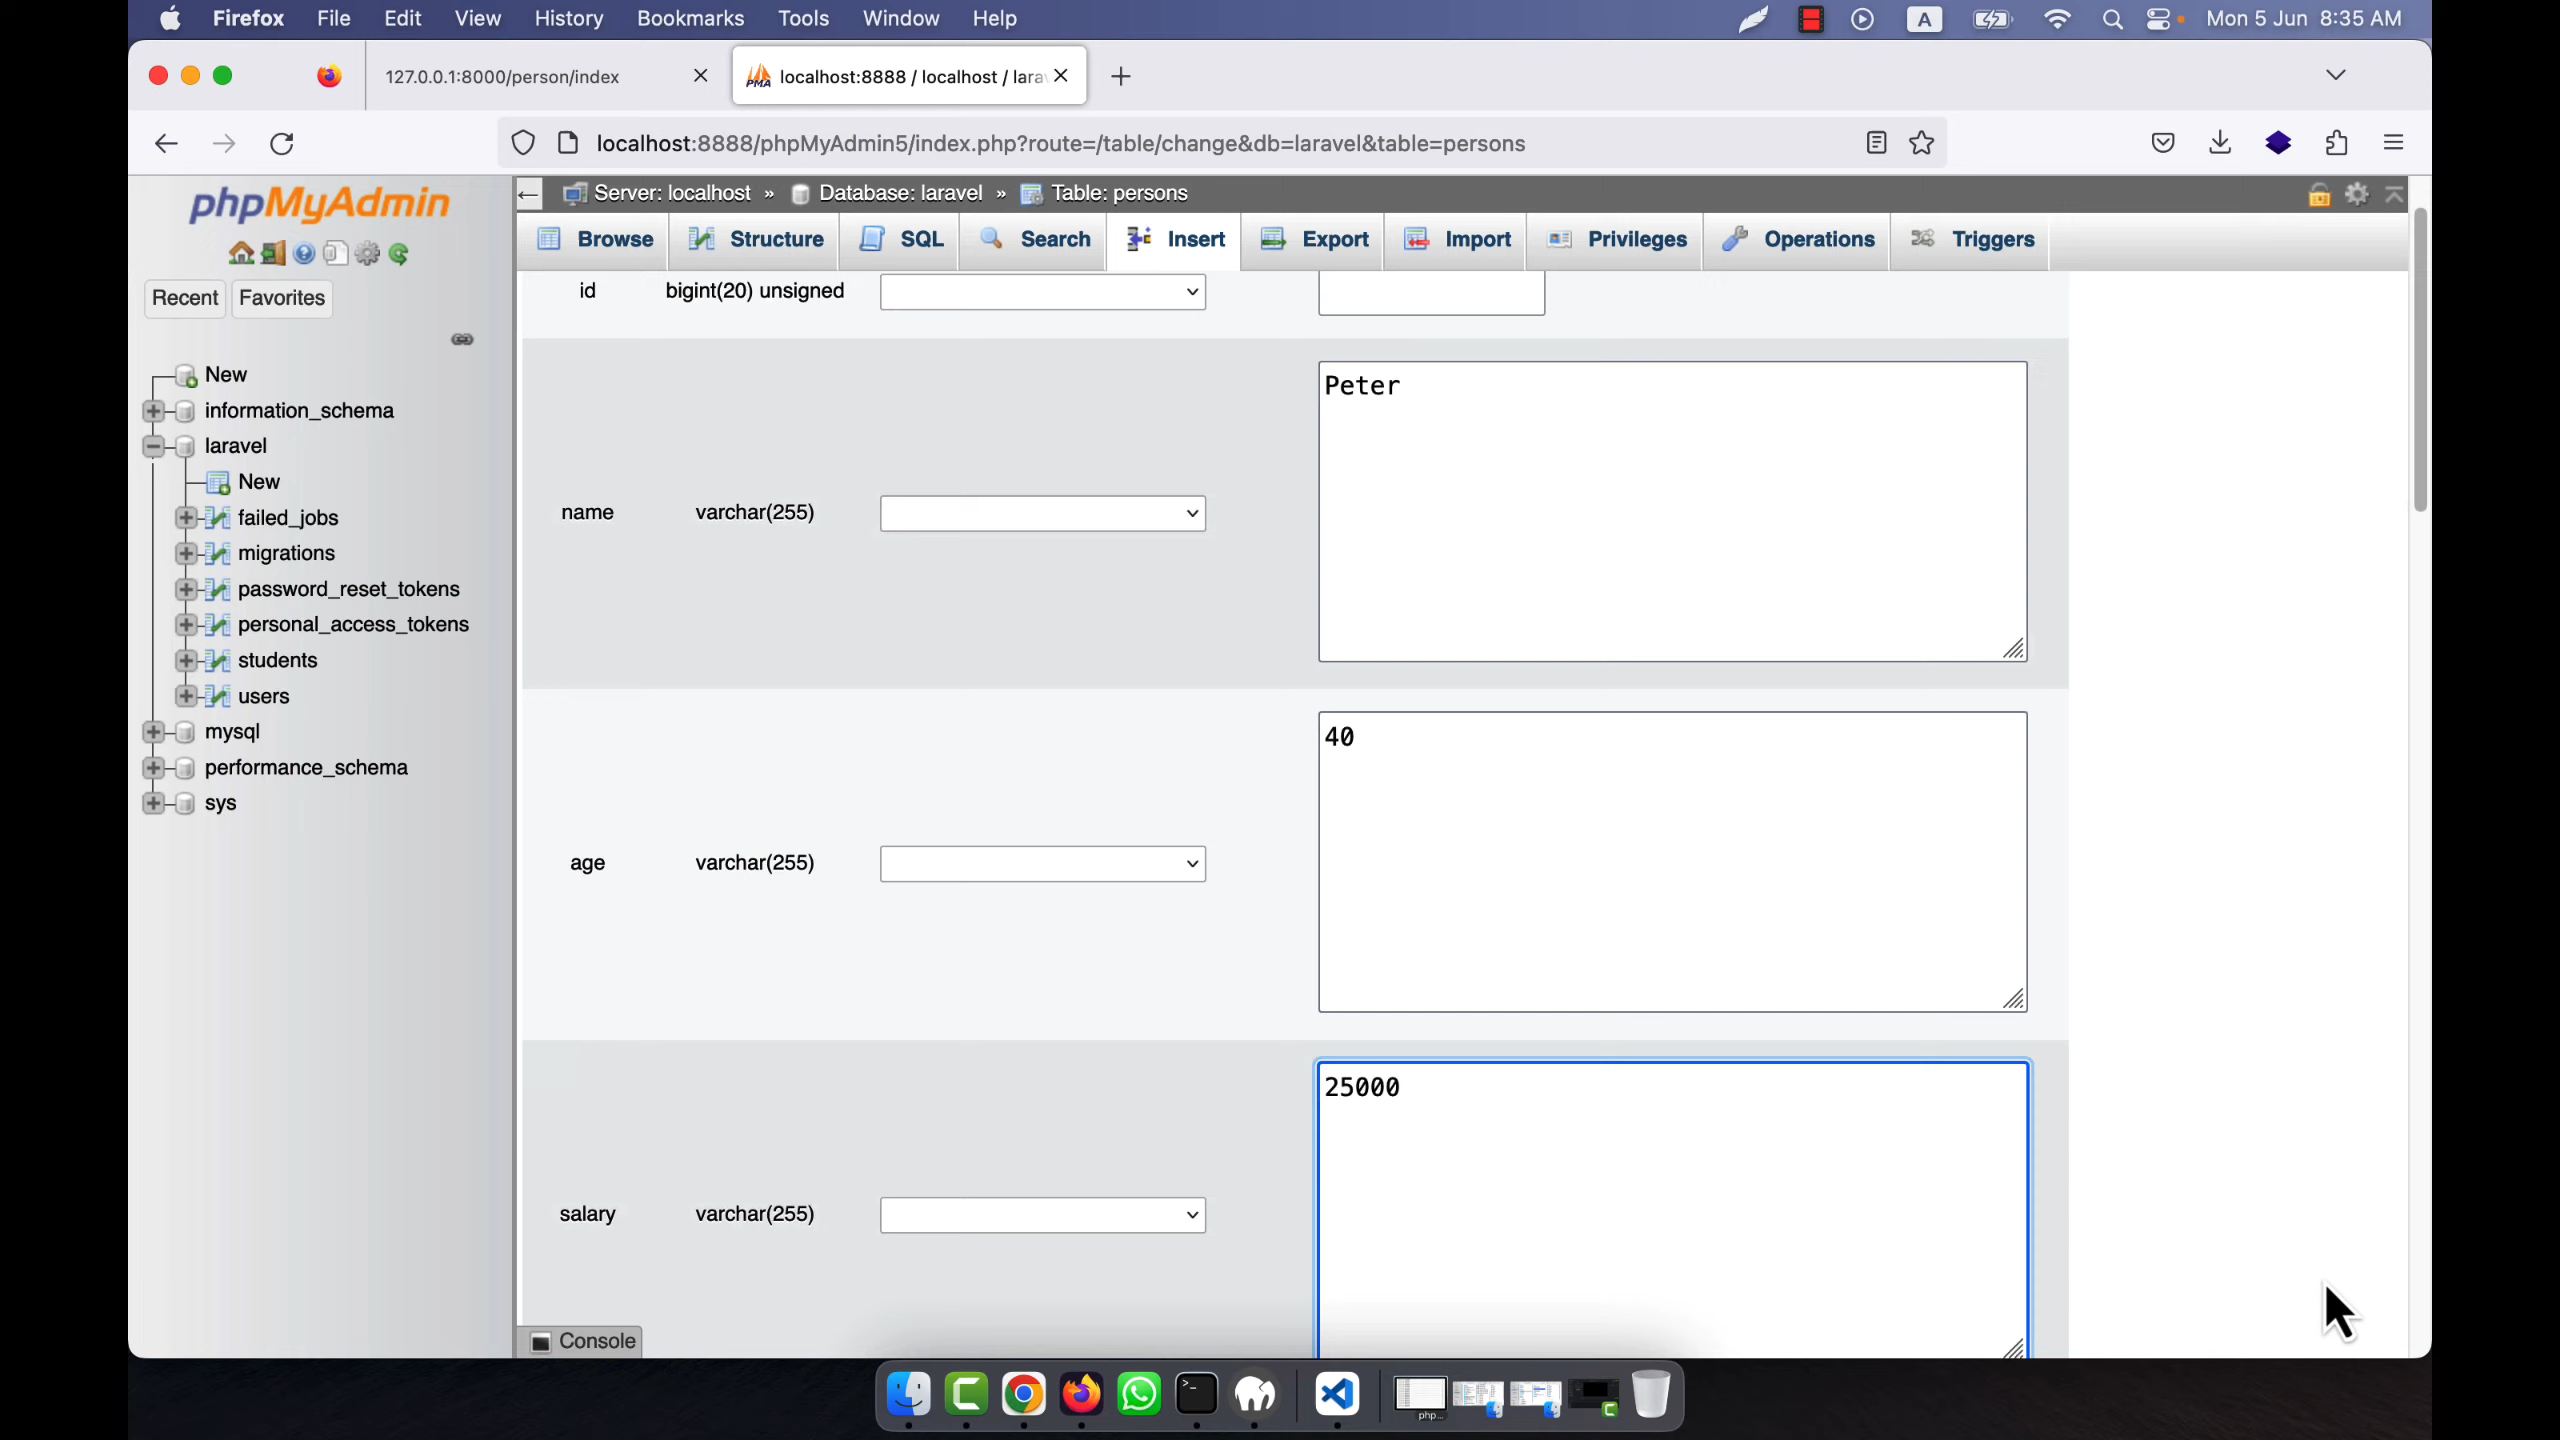 Firefox File Edit View History Bookmarks Tools Window Help A Mon 5 Jun 8:35 AM
127.0.0.1:8000/person/index
PMA localhost:8888 / localhost / lara
localhost:8888/phpMyAdmin5/index.php?route=/table/change&db=laravel&table=persons
phpMyAdmin
Server: localhost » Database: laravel » Table: persons
Browse Structure SQL Search Insert Export Import Privileges Operations Triggers
Recent Favorites
New
information_schema
laravel
New
failed_jobs
migrations
password_reset_tokens
personal_access_tokens
students
users
mysql
performance_schema
sys
id bigint(20) unsigned
name varchar(255) Peter
age varchar(255) 40
salary varchar(255) 25000
Console
php...